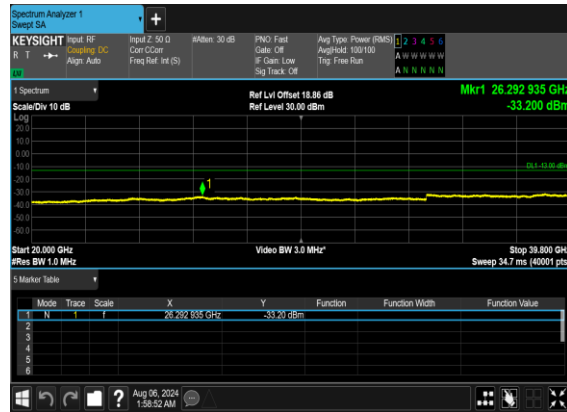 Spectrum Analyzer 1
Swept SA
+
KEYSIGHT Input: RF Input Z: 50 Ω #Atten: 30 dB PNO: Fast Avg Type: Power (RMS) 1 2 3 4 5 6
R T Coupling: DC Corr CCorr Gate: Off Avg|Hold: 100/100 A W W W W W
Align: Auto Freq Ref: Int (S) IF Gain: Low Trig: Free Run
Sig Track: Off A N N N N N
1 Spectrum
Ref Lvl Offset 18.86 dB Mkr1 26.292 935 GHz
Scale/Div 10 dB Ref Level 30.00 dBm -33.200 dBm
Log
20.0
10.0
0.00
-10.0
DL1 -13.00 dBm
-20.0
1
-30.0
-40.0
-50.0
-60.0
Start 20.000 GHz Video BW 3.0 MHz* Stop 39.800 GHz
#Res BW 1.0 MHz Sweep 34.7 ms (40001 pts)
5 Marker Table
Mode Trace Scale X Y Function Function Width Function Value
1 N 1 f 26.292 935 GHz -33.20 dBm
2
3
4
5
6
? Aug 06, 2024
1:58:52 AM